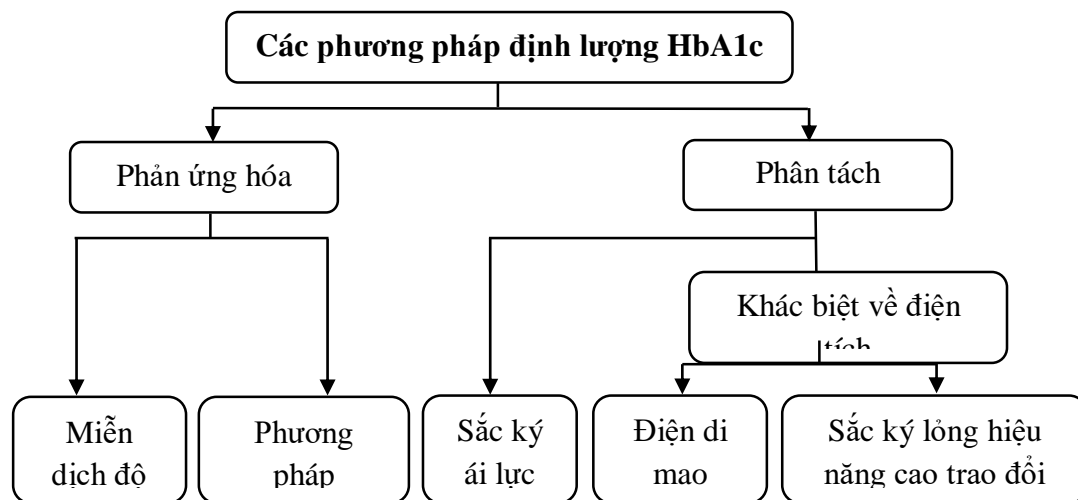 Các phương pháp định lượng HbA1c
Phản ứng hóa
Phân tách
Khác biệt về điện
tích
Miễn
dịch độ
Phương
pháp
Sắc ký
ái lực
Điện di
mao
Sắc ký lỏng hiệu
năng cao trao đổi